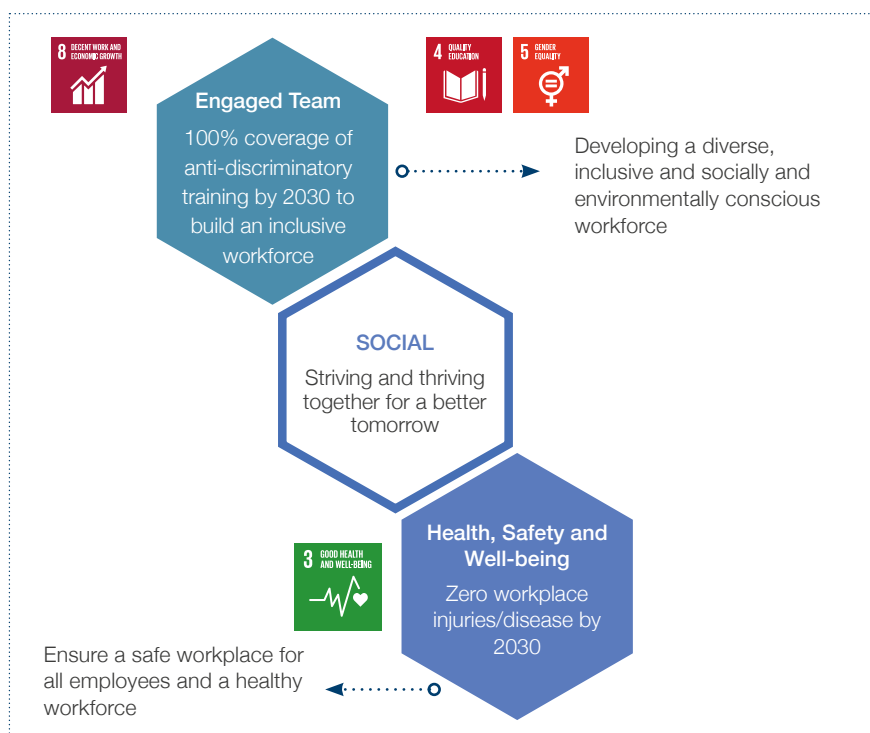 8 DECENT WORK AND
ECONOMIC GROWTH
4 QUALITY
EDUCATION
5 GENDER
EQUALITY
Engaged Team
100% coverage of
anti-discriminatory
training by 2030 to
build an inclusive
workforce
Developing a diverse,
inclusive and socially and
environmentally conscious
workforce
SOCIAL
Striving and thriving
together for a better
tomorrow
3 GOOD HEALTH
AND WELL-BEING
Health, Safety and
Well-being
Zero workplace
injuries/disease by
2030
Ensure a safe workplace for
all employees and a healthy
workforce